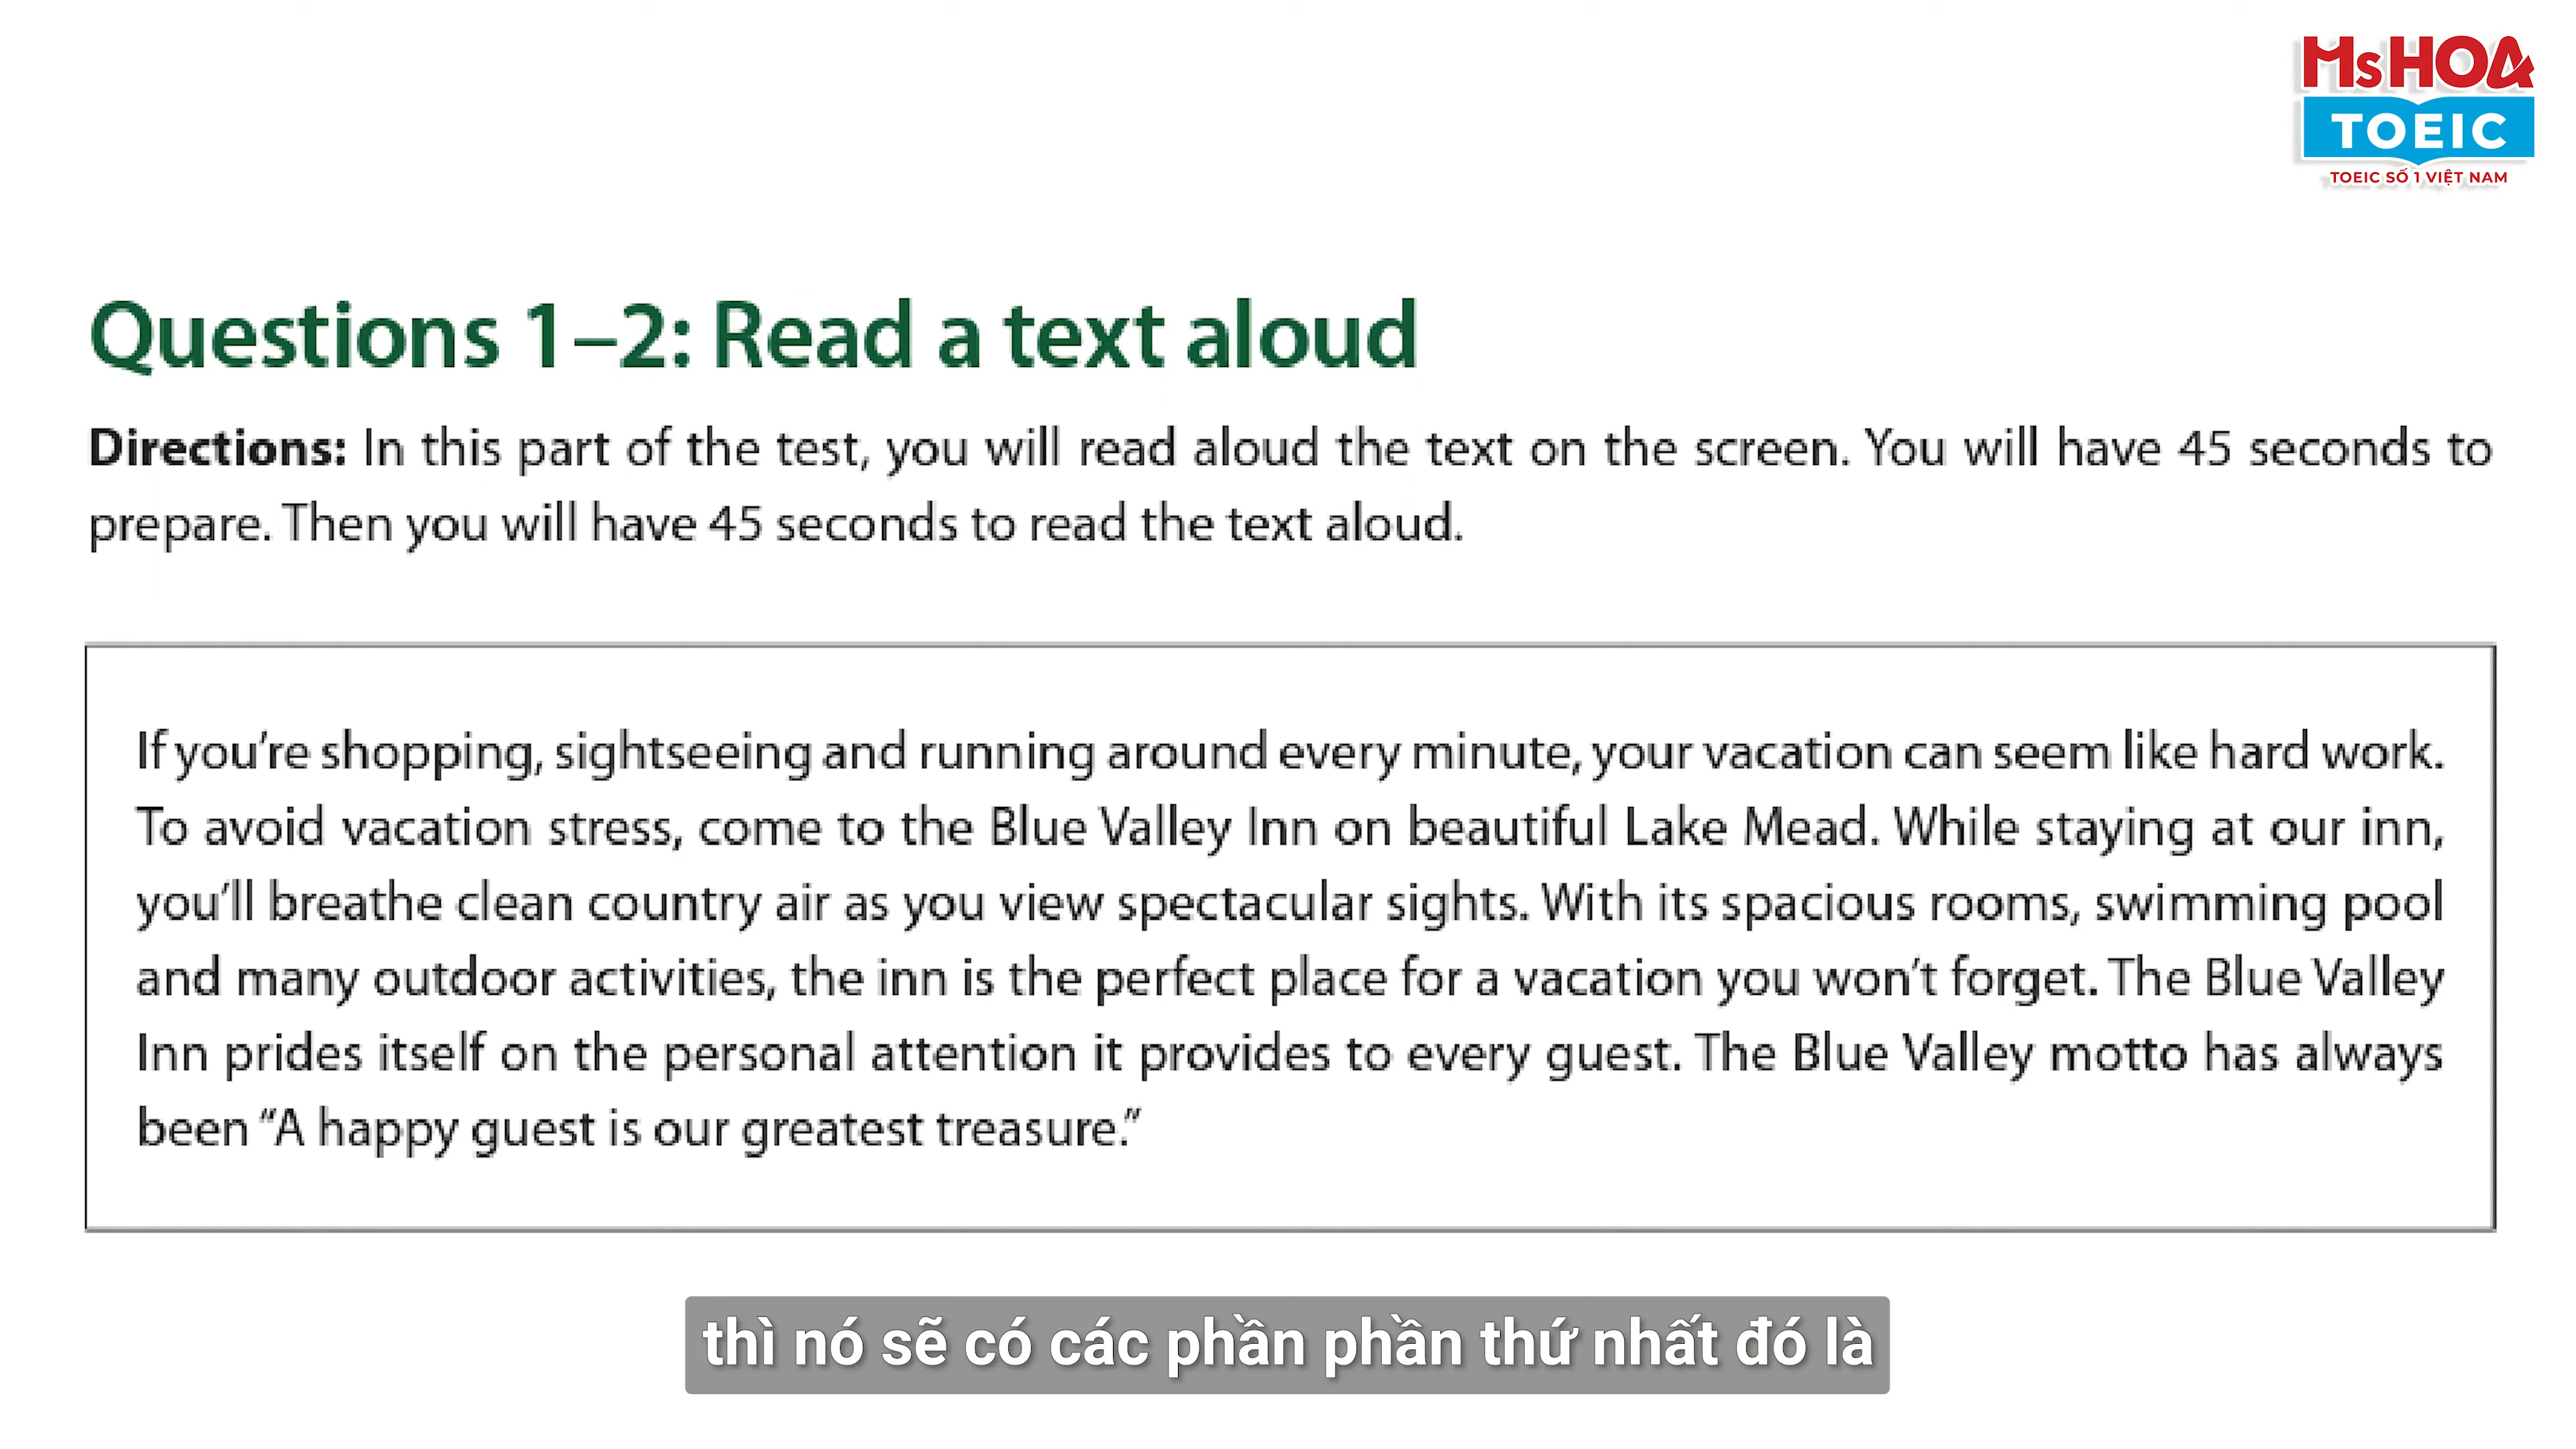 MsHOA
TOEIC
TOEIC SỐ 1 VIỆT NAM
Questions 1–2: Read a text aloud
Directions: In this part of the test, you will read aloud the text on the screen. You will have 45 seconds to
prepare. Then you will have 45 seconds to read the text aloud.
If you're shopping, sightseeing and running around every minute, your vacation can seem like hard work.
To avoid vacation stress, come to the Blue Valley Inn on beautiful Lake Mead. While staying at our inn,
you'll breathe clean country air as you view spectacular sights. With its spacious rooms, swimming pool
and many outdoor activities, the inn is the perfect place for a vacation you won't forget. The Blue Valley
Inn prides itself on the personal attention it provides to every guest. The Blue Valley motto has always
been “A happy guest is our greatest treasure.”
thì nó sẽ có các phần phần thứ nhất đó là